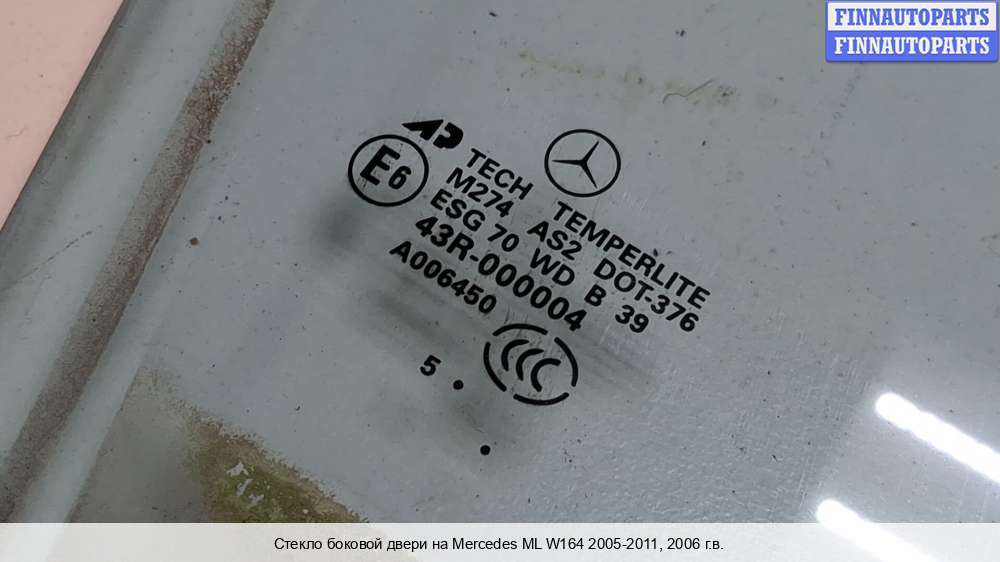 FINNAUTOPARTS
FINNAUTOPARTS
AP TECH TEMPERLITE
E6
M274 AS2 DOT-376
ESG 70 WD B 39
43R-000004
A006450
CCC
5 .
.
Стекло боковой двери на Mercedes ML W164 2005-2011, 2006 г.в.